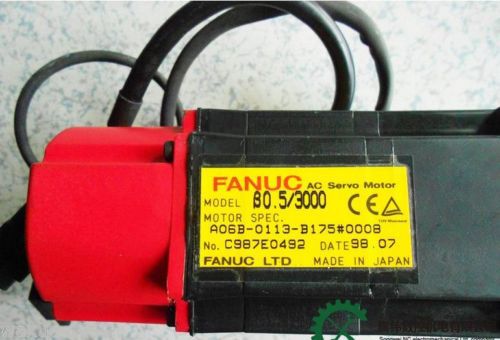 FANUC AC Servo Motor
MODEL β0.5/3000
CE
MOTOR SPEC.
A06B-0113-B175#0008
No. C987E0492 DATE 98.07
FANUC LTD MADE IN JAPAN